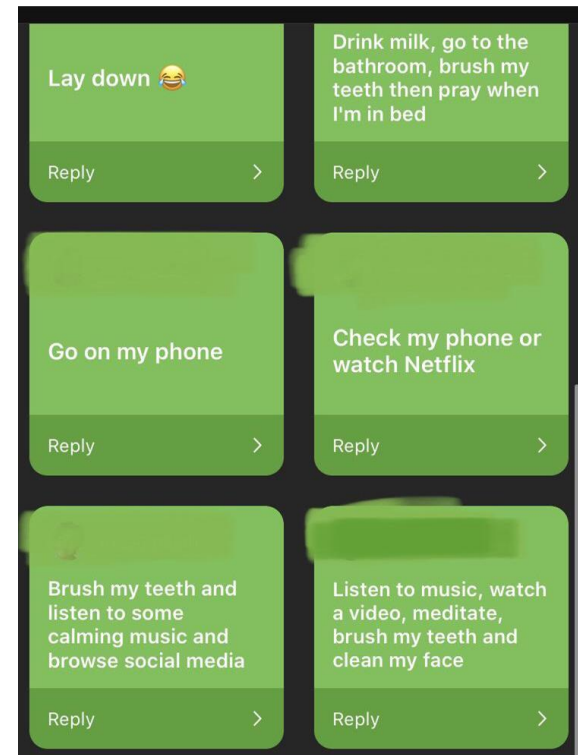 Lay down 😂
Reply
Drink milk, go to the
bathroom, brush my
teeth then pray when
I'm in bed
Reply
Go on my phone
Reply
Check my phone or
watch Netflix
Reply
Brush my teeth and
listen to some
calming music and
browse social media
Reply
Listen to music, watch
a video, meditate,
brush my teeth and
clean my face
Reply